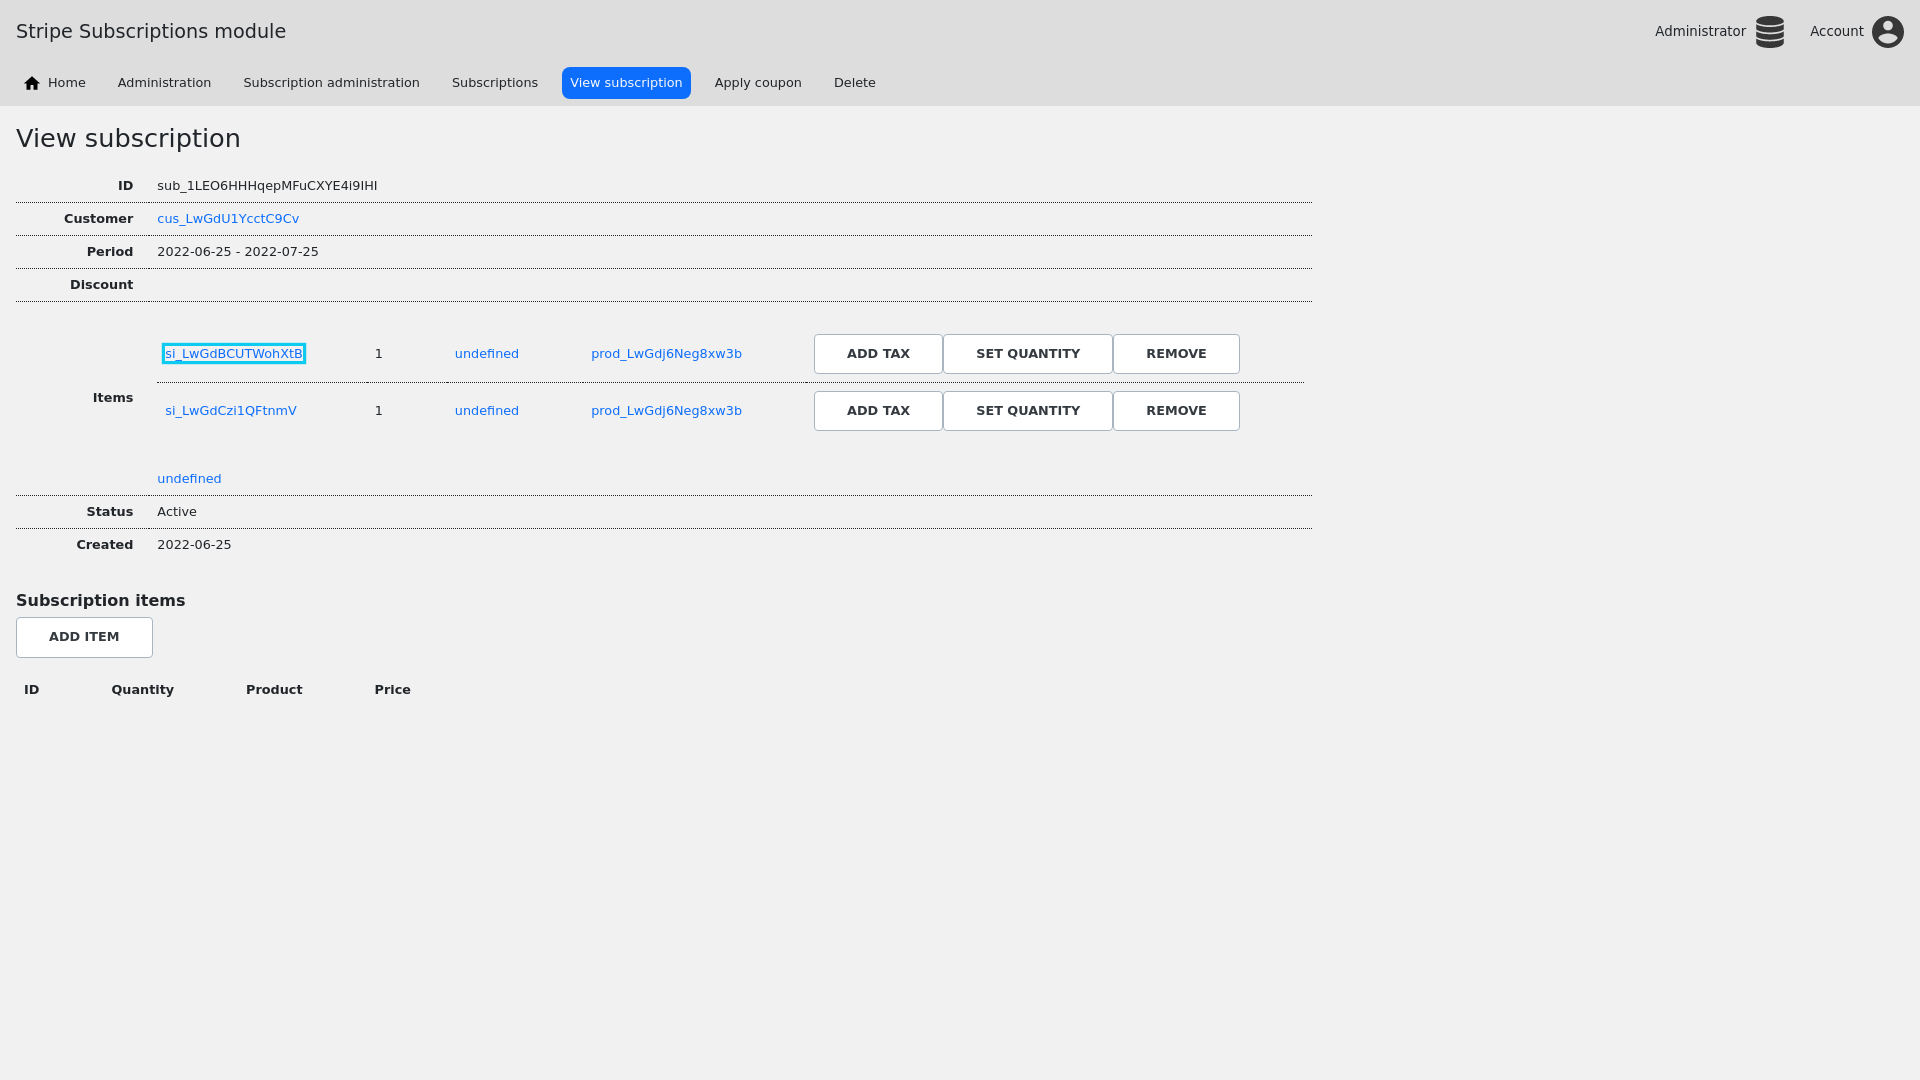 Stripe Subscriptions module
Administrator
Account
Home
Administration
Subscription administration
Subscriptions
View subscription
Apply coupon
Delete
View subscription
ID sub_1LEO6HHHqepMFuCXYE4i9IHI
Customer cus_LwGdU1YcctC9Cv
Period 2022-06-25 - 2022-07-25
Discount
Items
si_LwGdBCUTWohXtB 1 undefined prod_LwGdj6Neg8xw3b ADD TAX SET QUANTITY REMOVE
si_LwGdCzi1QFtnmV 1 undefined prod_LwGdj6Neg8xw3b ADD TAX SET QUANTITY REMOVE
undefined
Status Active
Created 2022-06-25
Subscription items
ADD ITEM
ID Quantity Product Price